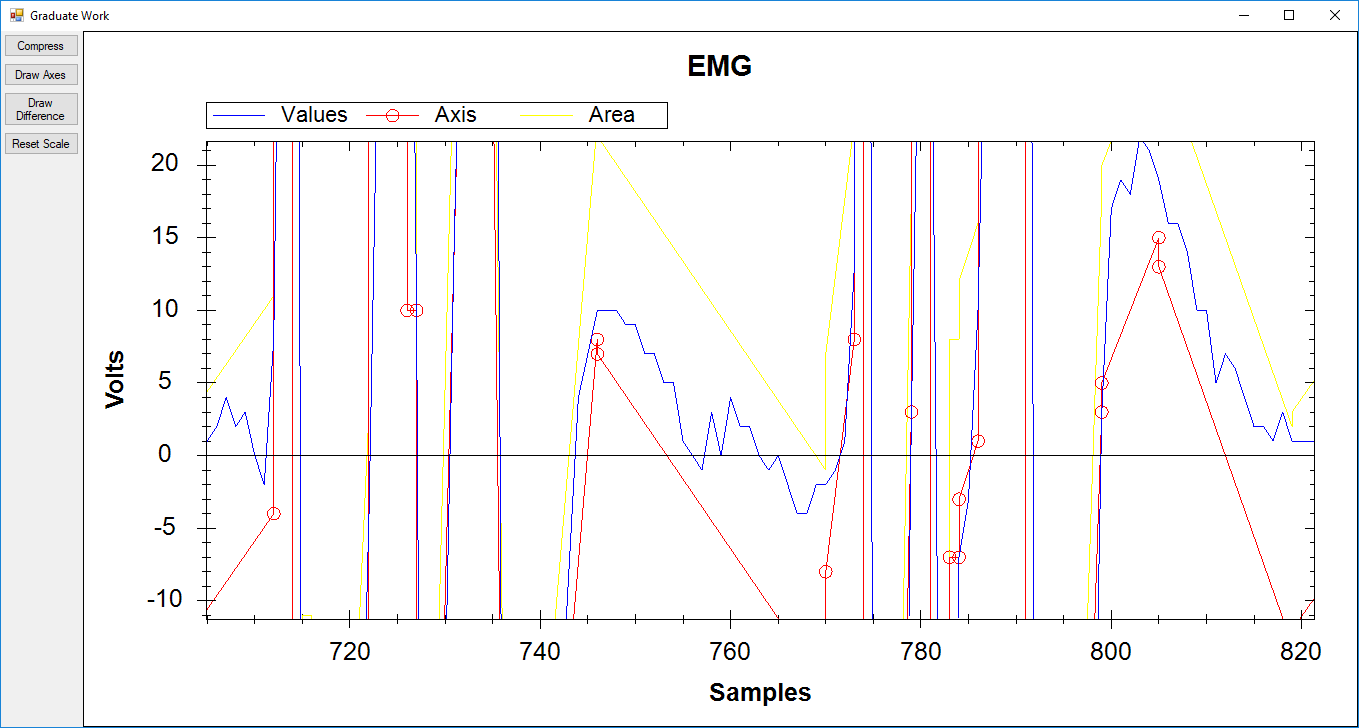 Graduate Work
Compress
Draw Axes
Draw
Difference
Reset Scale
EMG
Values Axis Area
20
15
10
5
0
-5
-10
Volts
720 740 760 780 800 820
Samples